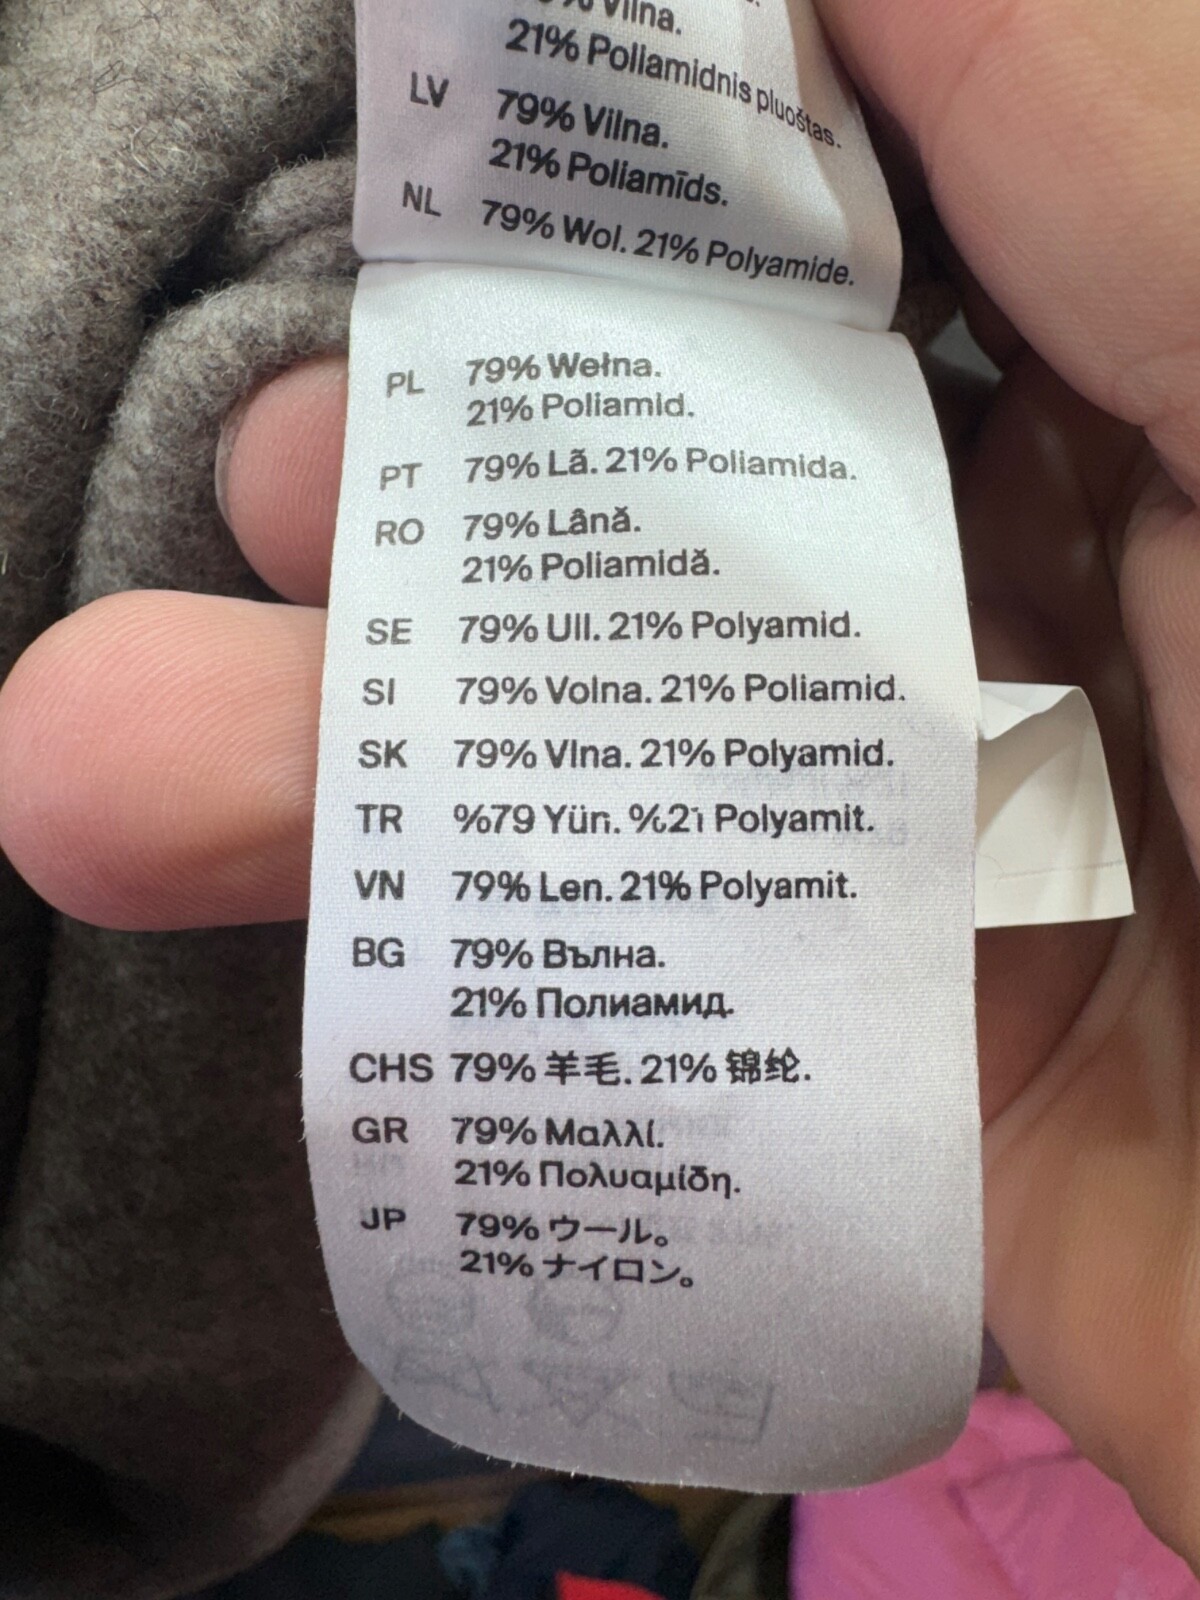 Vilna.
21% Poliamidnis pluoštas.
LV 79% Vilna.
21% Poliamīds.
NL 79% Wol. 21% Polyamide.
PL 79% Wełna.
21% Poliamid.
PT 79% Lã. 21% Poliamida.
RO 79% Lână.
21% Poliamidă.
SE 79% Ull. 21% Polyamid.
SI 79% Volna. 21% Poliamid.
SK 79% Vlna. 21% Polyamid.
TR %79 Yün. %21 Polyamit.
VN 79% Len. 21% Polyamit.
BG 79% Вълна.
21% Полиамид.
CHS 79% 羊毛. 21% 锦纶.
GR 79% Μαλλί.
21% Πολυαμίδη.
JP 79% ウール。
21% ナイロン。